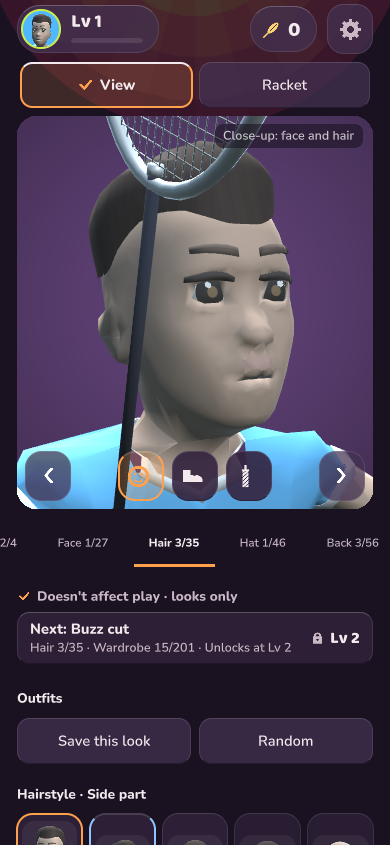 Lv 1
0
View
Racket
Close-up: face and hair
2/4
Face 1/27
Hair 3/35
Hat 1/46
Back 3/56
Doesn't affect play · looks only
Next: Buzz cut
Hair 3/35 · Wardrobe 15/201 · Unlocks at Lv 2
Lv 2
Outfits
Save this look
Random
Hairstyle · Side part